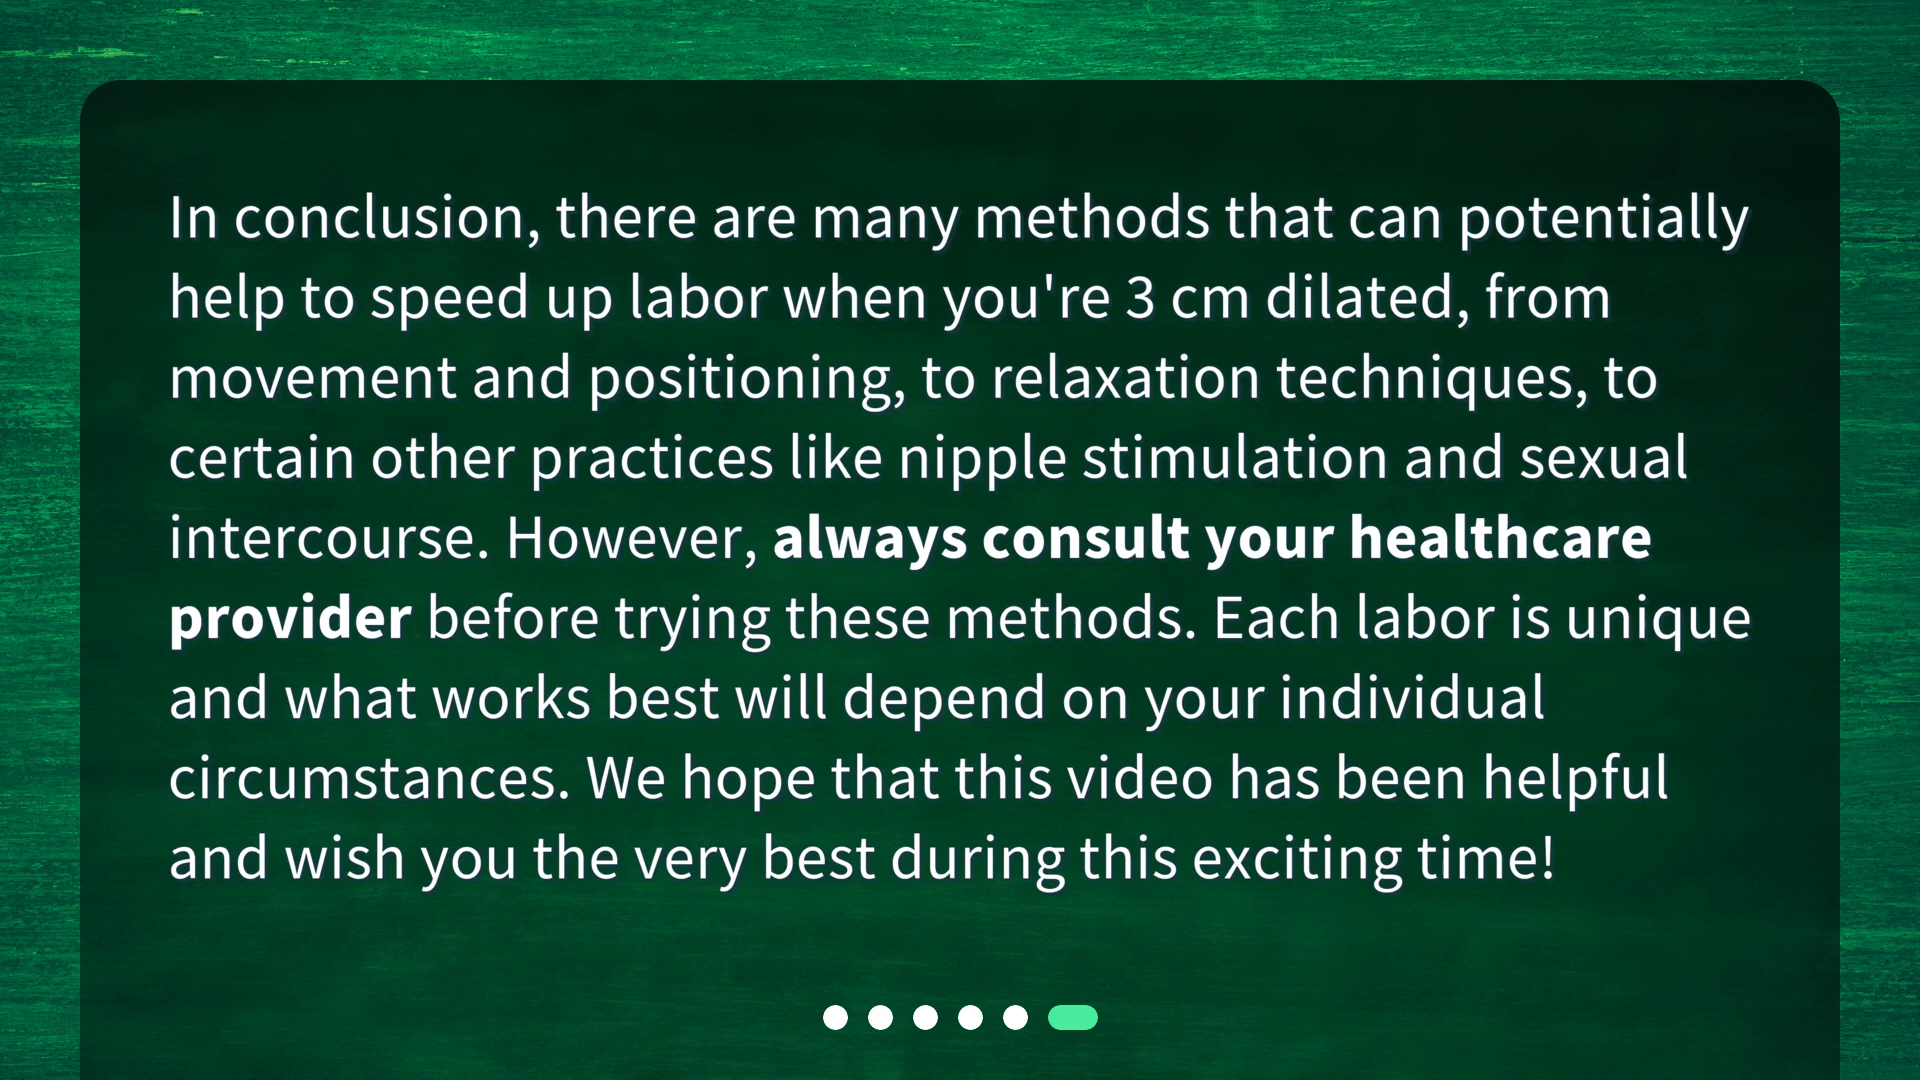 In conclusion, there are many methods that can potentially
help to speed up labor when you're 3 cm dilated, from
movement and positioning, to relaxation techniques, to
certain other practices like nipple stimulation and sexual
intercourse. However, always consult your healthcare
provider before trying these methods. Each labor is unique
and what works best will depend on your individual
circumstances. We hope that this video has been helpful
and wish you the very best during this exciting time!